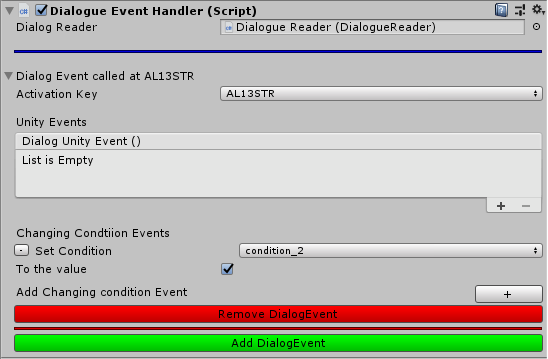 Dialogue Event Handler (Script)
Dialog Reader Dialogue Reader (DialogueReader)
Dialog Event called at AL13STR
Activation Key AL13STR
Unity Events
Dialog Unity Event ()
List is Empty
+ −
Changing Condtiion Events
- Set Condition condition_2
To the value
Add Changing condition Event +
Remove DialogEvent
Add DialogEvent